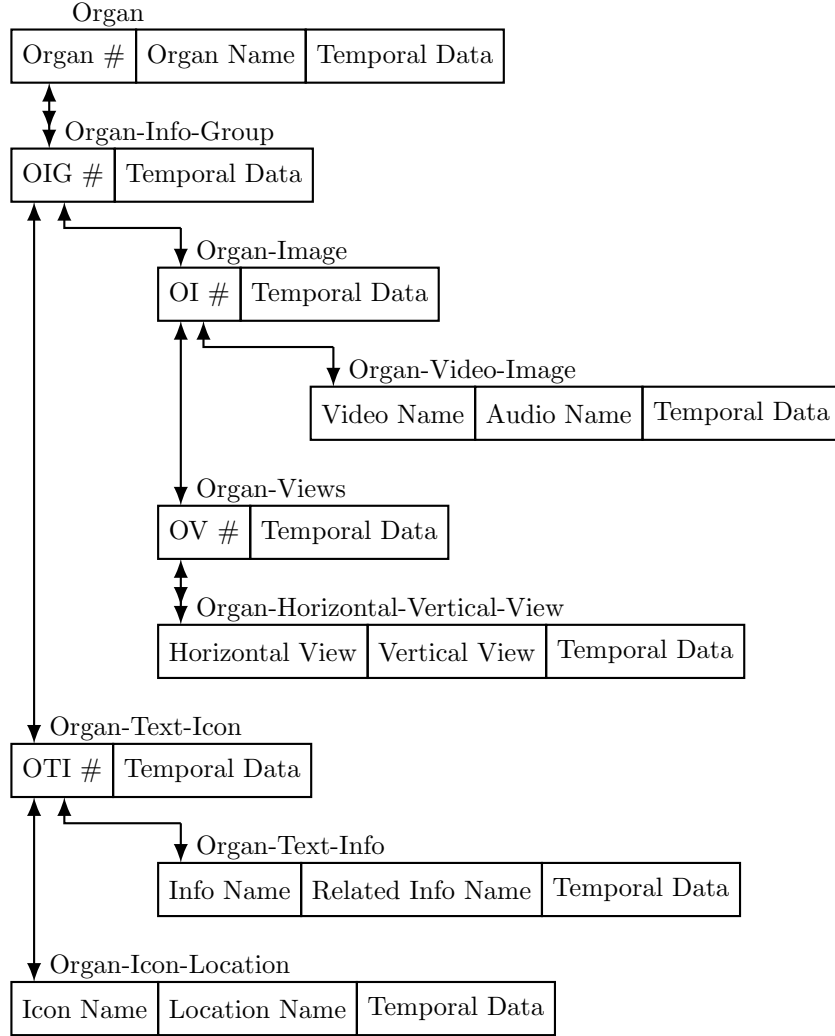 Organ
Organ # Organ Name Temporal Data
Organ-Info-Group
OIG # Temporal Data
Organ-Image
OI # Temporal Data
Organ-Video-Image
Video Name Audio Name Temporal Data
Organ-Views
OV # Temporal Data
Organ-Horizontal-Vertical-View
Horizontal View Vertical View Temporal Data
Organ-Text-Icon
OTI # Temporal Data
Organ-Text-Info
Info Name Related Info Name Temporal Data
Organ-Icon-Location
Icon Name Location Name Temporal Data